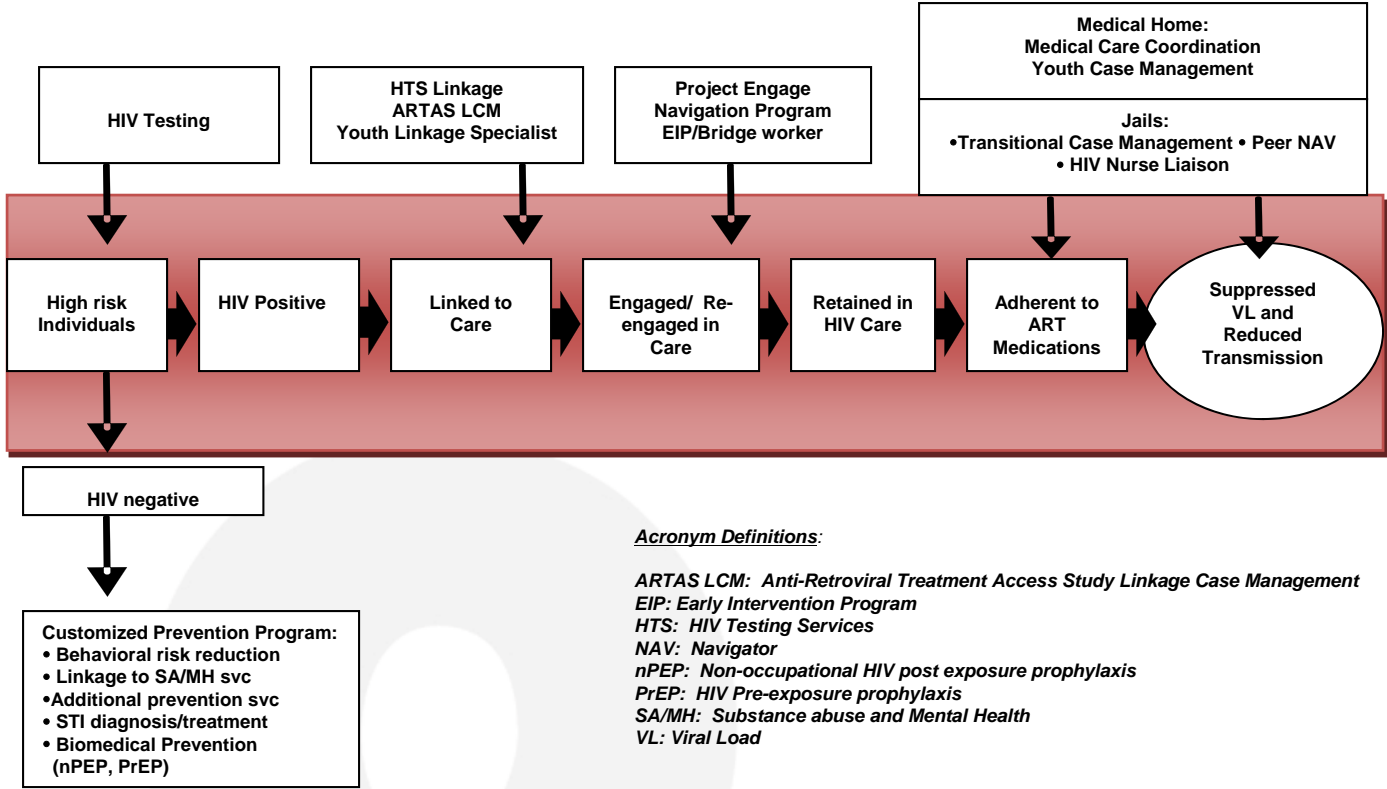 Medical Home:
Medical Care Coordination
Youth Case Management
Jails:
•Transitional Case Management • Peer NAV
• HIV Nurse Liaison
HIV Testing
HTS Linkage
ARTAS LCM
Youth Linkage Specialist
Project Engage
Navigation Program
EIP/Bridge worker
High risk
Individuals
HIV Positive
Linked to
Care
Engaged/ Re-
engaged in
Care
Retained in
HIV Care
Adherent to
ART
Medications
Suppressed
VL and
Reduced
Transmission
HIV negative
Customized Prevention Program:
• Behavioral risk reduction
• Linkage to SA/MH svc
•Additional prevention svc
• STI diagnosis/treatment
• Biomedical Prevention
(nPEP, PrEP)
Acronym Definitions:
ARTAS LCM: Anti-Retroviral Treatment Access Study Linkage Case Management
EIP: Early Intervention Program
HTS: HIV Testing Services
NAV: Navigator
nPEP: Non-occupational HIV post exposure prophylaxis
PrEP: HIV Pre-exposure prophylaxis
SA/MH: Substance abuse and Mental Health
VL: Viral Load